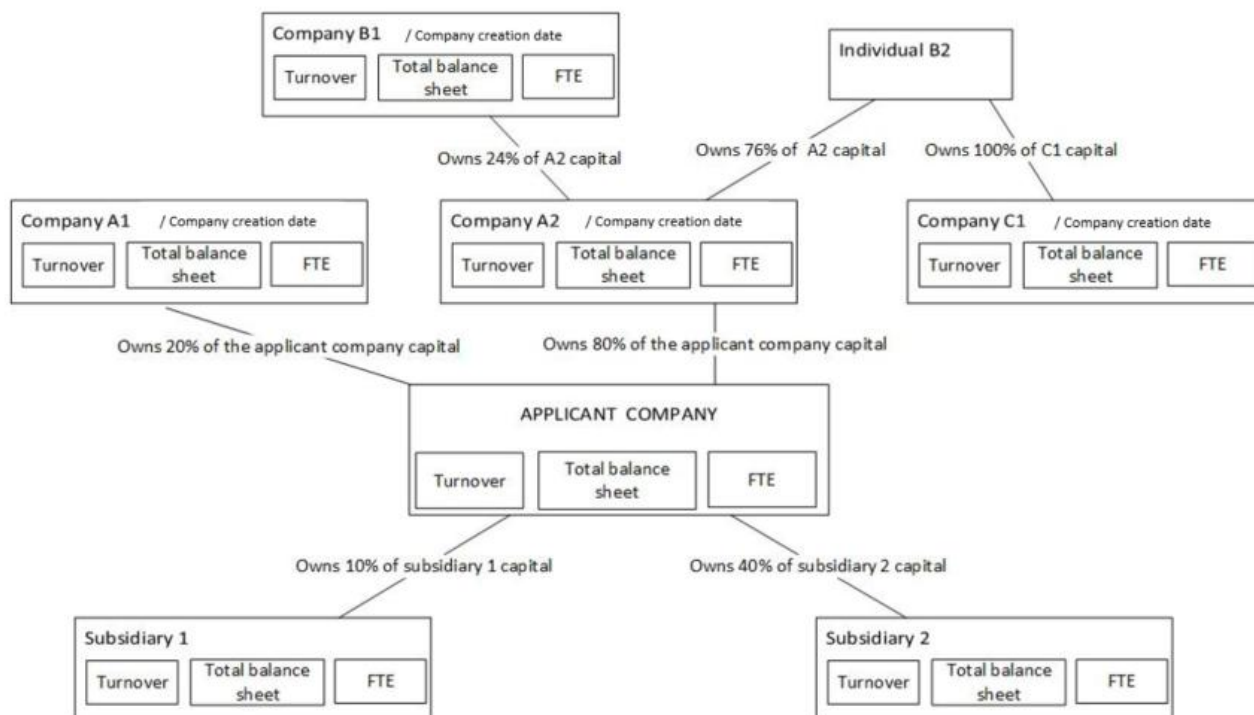 Company B1 / Company creation date
Turnover
Total balance
sheet
FTE
Individual B2
Owns 24% of A2 capital
Owns 76% of A2 capital
Owns 100% of C1 capital
Company A1 / Company creation date
Turnover
Total balance
sheet
FTE
Company A2 / Company creation date
Turnover
Total balance
sheet
FTE
Company C1 / Company creation date
Turnover
Total balance
sheet
FTE
Owns 20% of the applicant company capital
Owns 80% of the applicant company capital
APPLICANT COMPANY
Turnover
Total balance
sheet
FTE
Owns 10% of subsidiary 1 capital
Owns 40% of subsidiary 2 capital
Subsidiary 1
Turnover
Total balance
sheet
FTE
Subsidiary 2
Turnover
Total balance
sheet
FTE